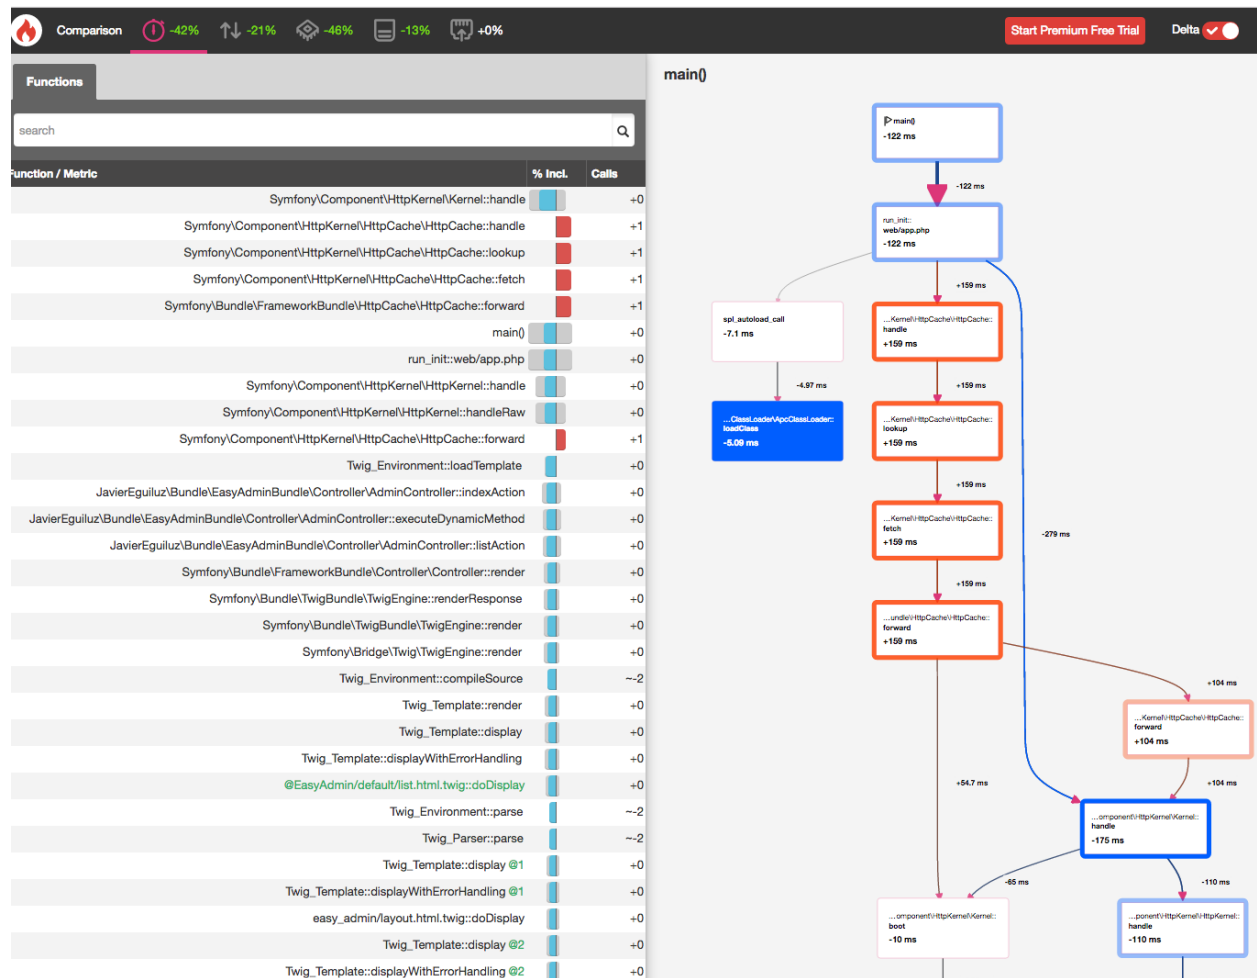 Comparison -42% -21% -46% -13% +0% Start Premium Free Trial Delta
Functions
search
Function / Metric % Incl. Calls
Symfony\Component\HttpKernel\Kernel::handle +0
Symfony\Component\HttpKernel\HttpCache\HttpCache::handle +1
Symfony\Component\HttpKernel\HttpCache\HttpCache::lookup +1
Symfony\Component\HttpKernel\HttpCache\HttpCache::fetch +1
Symfony\Bundle\FrameworkBundle\HttpCache\HttpCache::forward +1
main() +0
run_init::web/app.php +0
Symfony\Component\HttpKernel\HttpKernel::handle +0
Symfony\Component\HttpKernel\HttpKernel::handleRaw +0
Symfony\Component\HttpKernel\HttpCache\HttpCache::forward +1
Twig_Environment::loadTemplate +0
JavierEguiluz\Bundle\EasyAdminBundle\Controller\AdminController::indexAction +0
JavierEguiluz\Bundle\EasyAdminBundle\Controller\AdminController::executeDynamicMethod +0
JavierEguiluz\Bundle\EasyAdminBundle\Controller\AdminController::listAction +0
Symfony\Bundle\FrameworkBundle\Controller\Controller::render +0
Symfony\Bundle\TwigBundle\TwigEngine::renderResponse +0
Symfony\Bundle\TwigBundle\TwigEngine::render +0
Symfony\Bridge\Twig\TwigEngine::render +0
Twig_Environment::compileSource ~-2
Twig_Template::render +0
Twig_Template::display +0
Twig_Template::displayWithErrorHandling +0
@EasyAdmin/default/list.html.twig::doDisplay +0
Twig_Environment::parse ~-2
Twig_Parser::parse ~-2
Twig_Template::display @1 +0
Twig_Template::displayWithErrorHandling @1 +0
easy_admin/layout.html.twig::doDisplay +0
Twig_Template::display @2 +0
Twig_Template::displayWithErrorHandling @2 +0
main()
main()
-122 ms
-122 ms
run_init::
web/app.php
-122 ms
+159 ms
spl_autoload_call
-7.1 ms
...Kernel\HttpCache\HttpCache::
handle
+159 ms
-4.97 ms
+159 ms
...ClassLoader\ApcClassLoader::
loadClass
-5.09 ms
...Kernel\HttpCache\HttpCache::
lookup
+159 ms
+159 ms
...Kernel\HttpCache\HttpCache::
fetch
+159 ms
-279 ms
+159 ms
...undle\HttpCache\HttpCache::
forward
+159 ms
+104 ms
...Kernel\HttpCache\HttpCache::
forward
+104 ms
+54.7 ms
+104 ms
...omponent\HttpKernel\Kernel::
handle
-175 ms
-65 ms
-110 ms
...omponent\HttpKernel\Kernel::
boot
-10 ms
...ponent\HttpKernel\HttpKernel::
handle
-110 ms